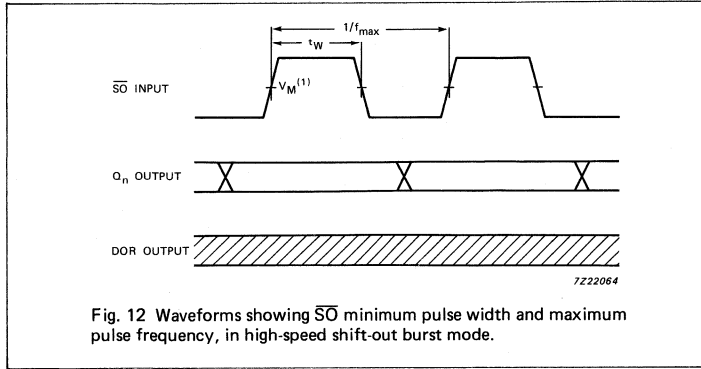 1/fmax
tW
SO INPUT
VM(1)
Qn OUTPUT
DOR OUTPUT
7Z22064
Fig. 12 Waveforms showing SO minimum pulse width and maximum
pulse frequency, in high-speed shift-out burst mode.